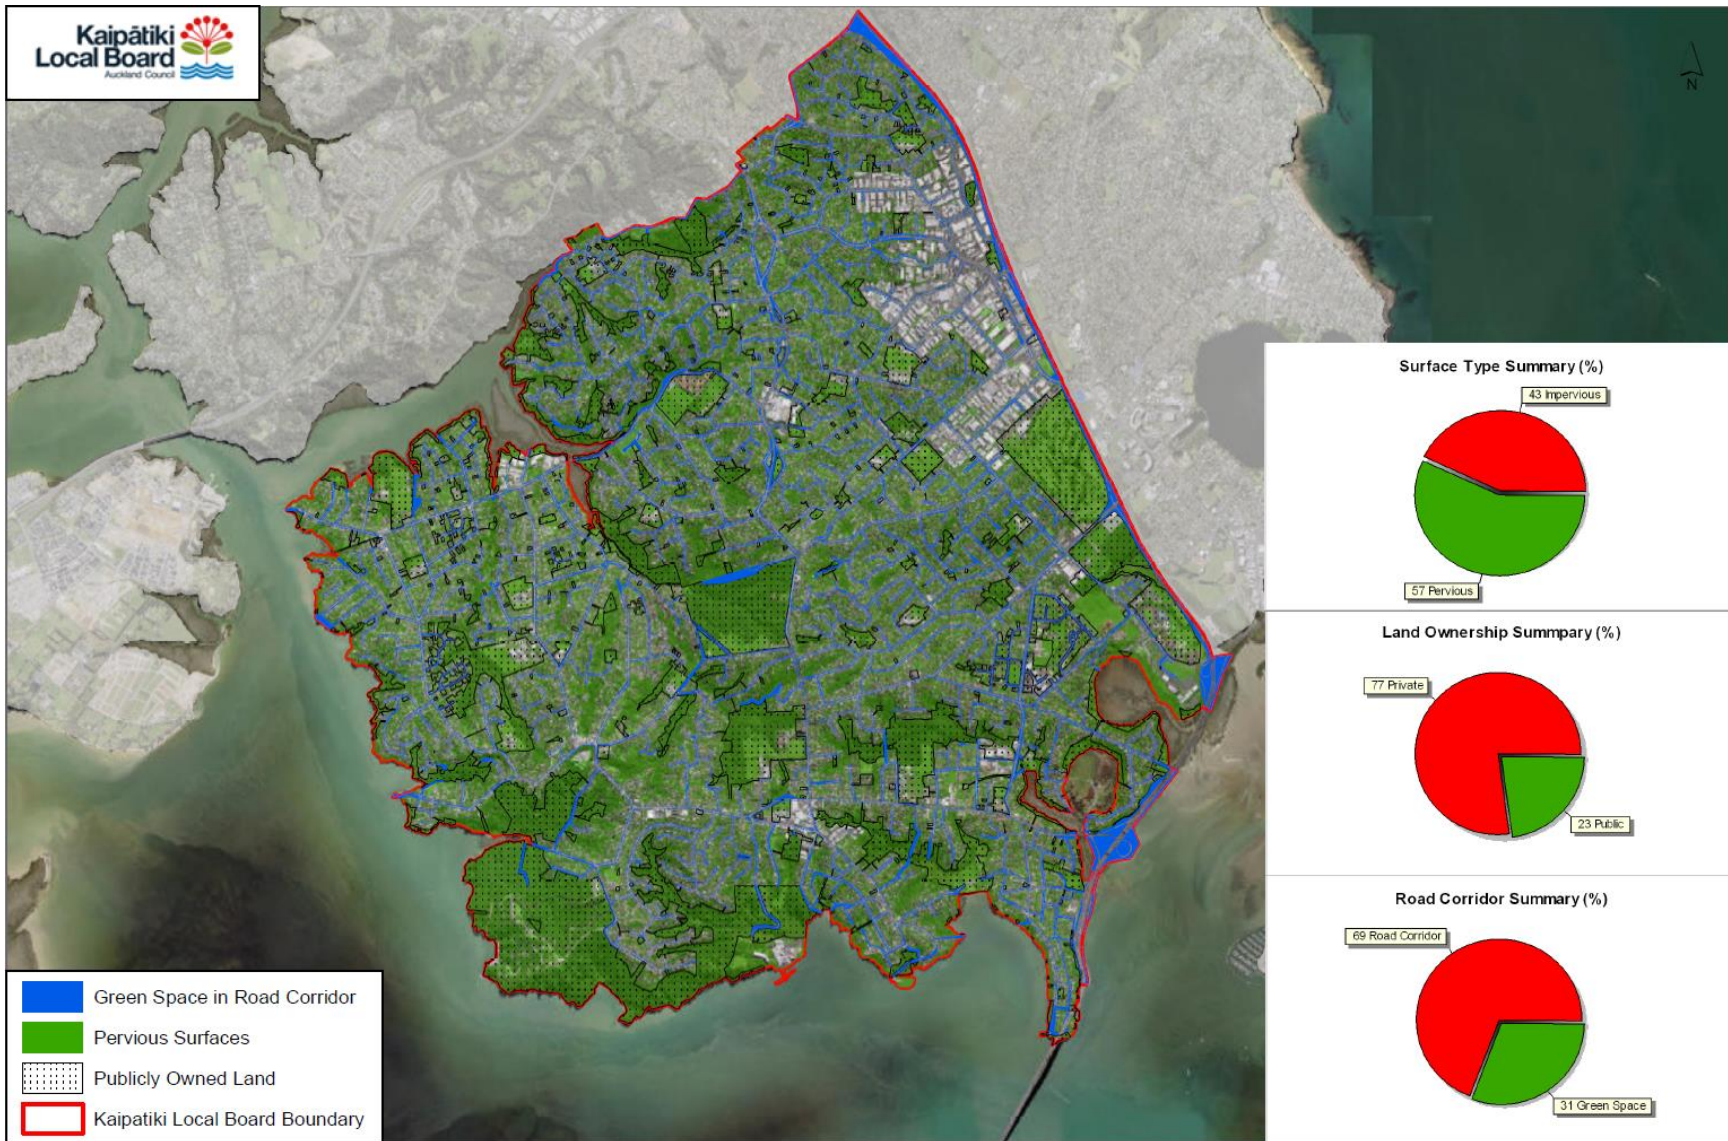 Kaipātiki
Local Board
Auckland Council
N
Surface Type Summary (%)
43 Impervious
57 Pervious
Land Ownership Summpary (%)
77 Private
23 Public
Road Corridor Summary (%)
69 Road Corridor
31 Green Space
Green Space in Road Corridor
Pervious Surfaces
Publicly Owned Land
Kaipatiki Local Board Boundary